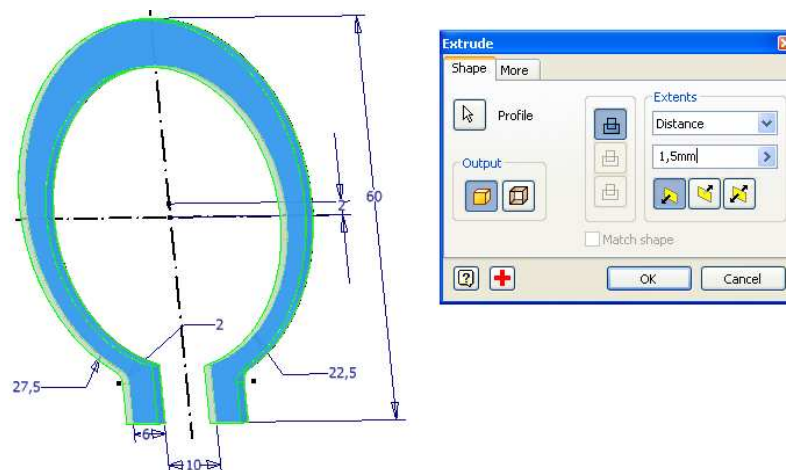 60
2
2
27,5
22,5
6
10
Extrude
Shape More
Profile
Output
Extents
Distance
1,5mm
Match shape
OK Cancel